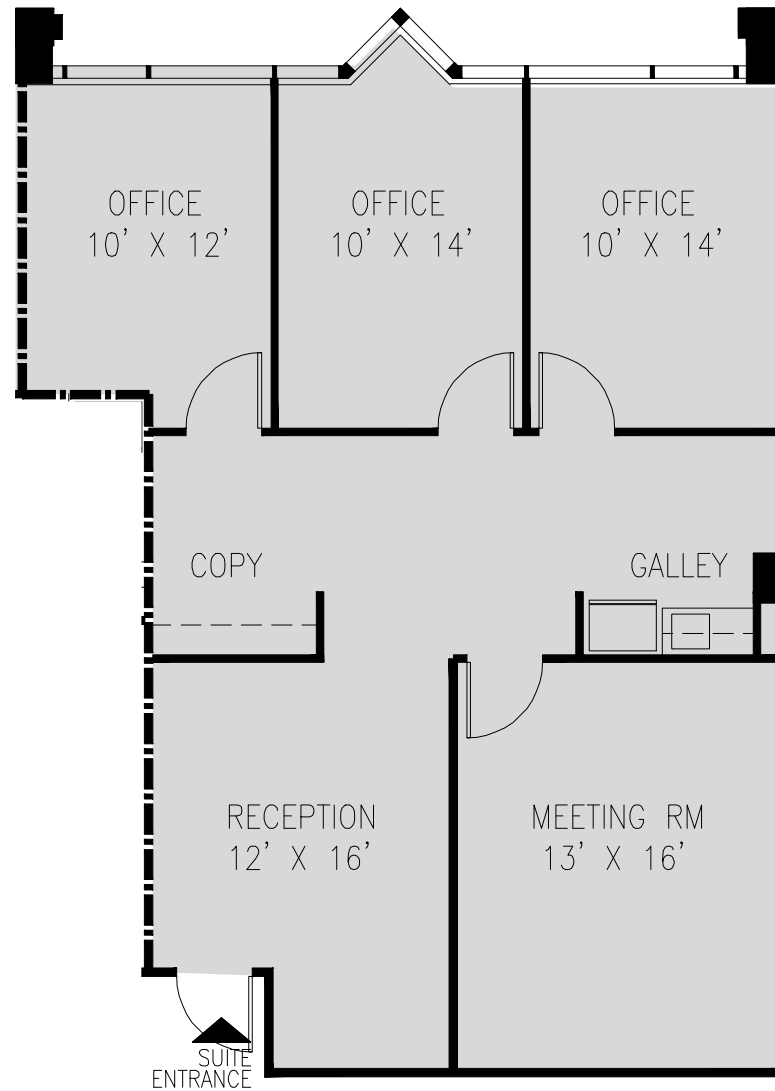 OFFICE
10' X 12'
OFFICE
10' X 14'
OFFICE
10' X 14'
COPY
GALLEY
RECEPTION
12' X 16'
MEETING RM
13' X 16'
SUITE
ENTRANCE